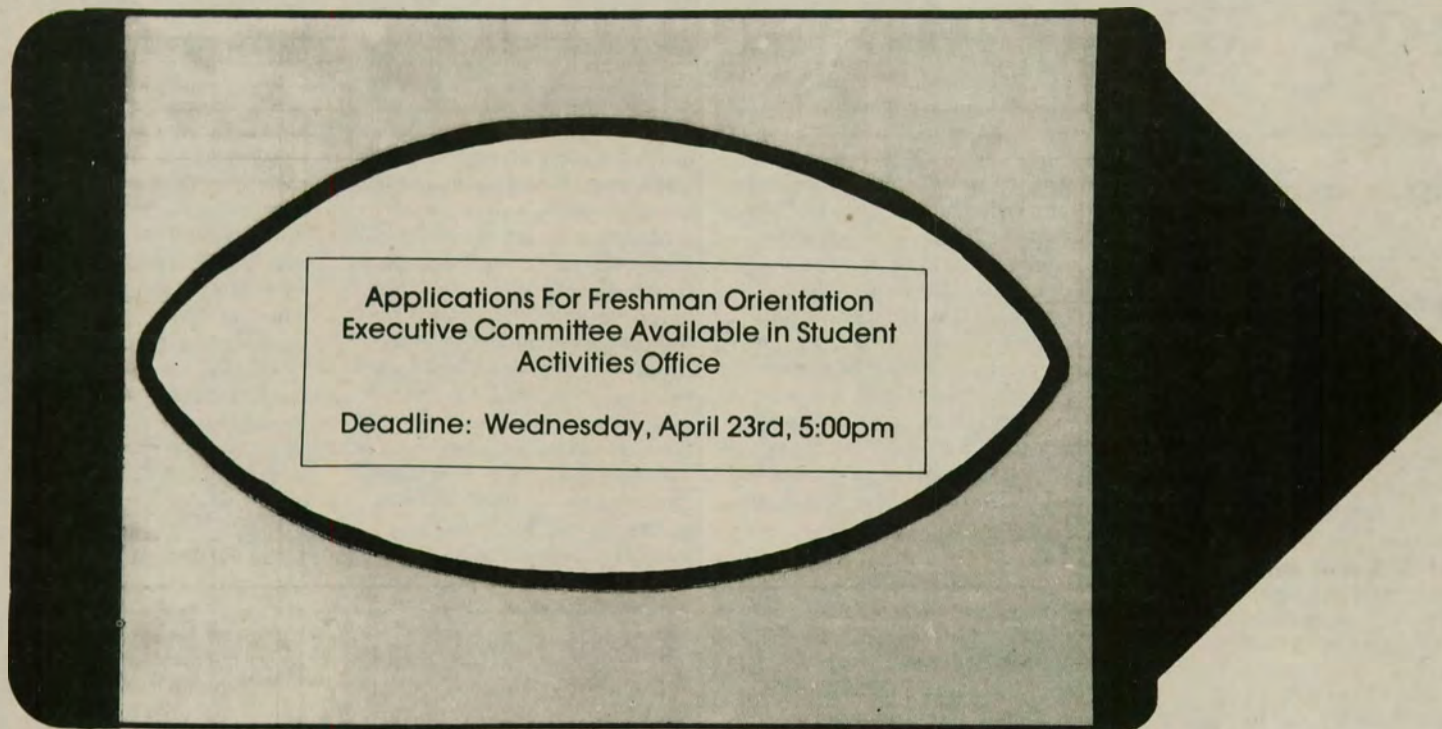 Applications For Freshman Orientation
Executive Committee Available in Student
Activities Office
Deadline: Wednesday, April 23rd, 5:00pm